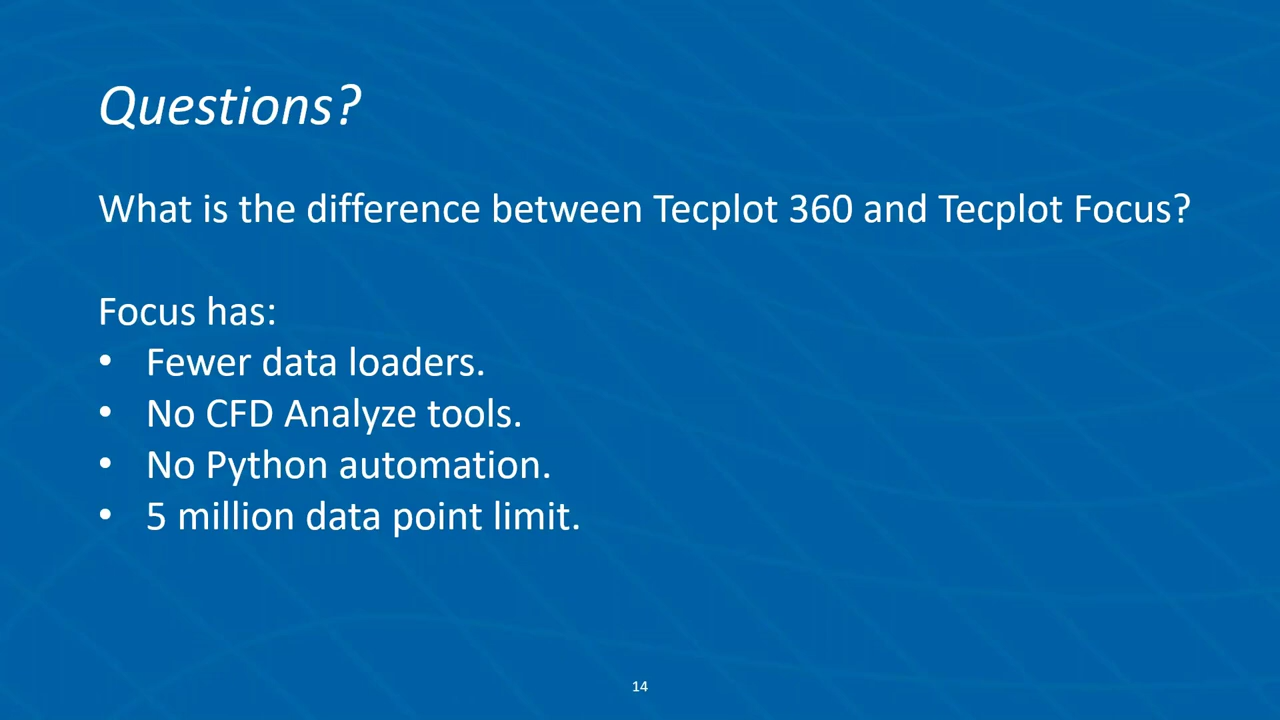 Questions?
What is the difference between Tecplot 360 and Tecplot Focus?
Focus has:
• Fewer data loaders.
• No CFD Analyze tools.
• No Python automation.
• 5 million data point limit.
14